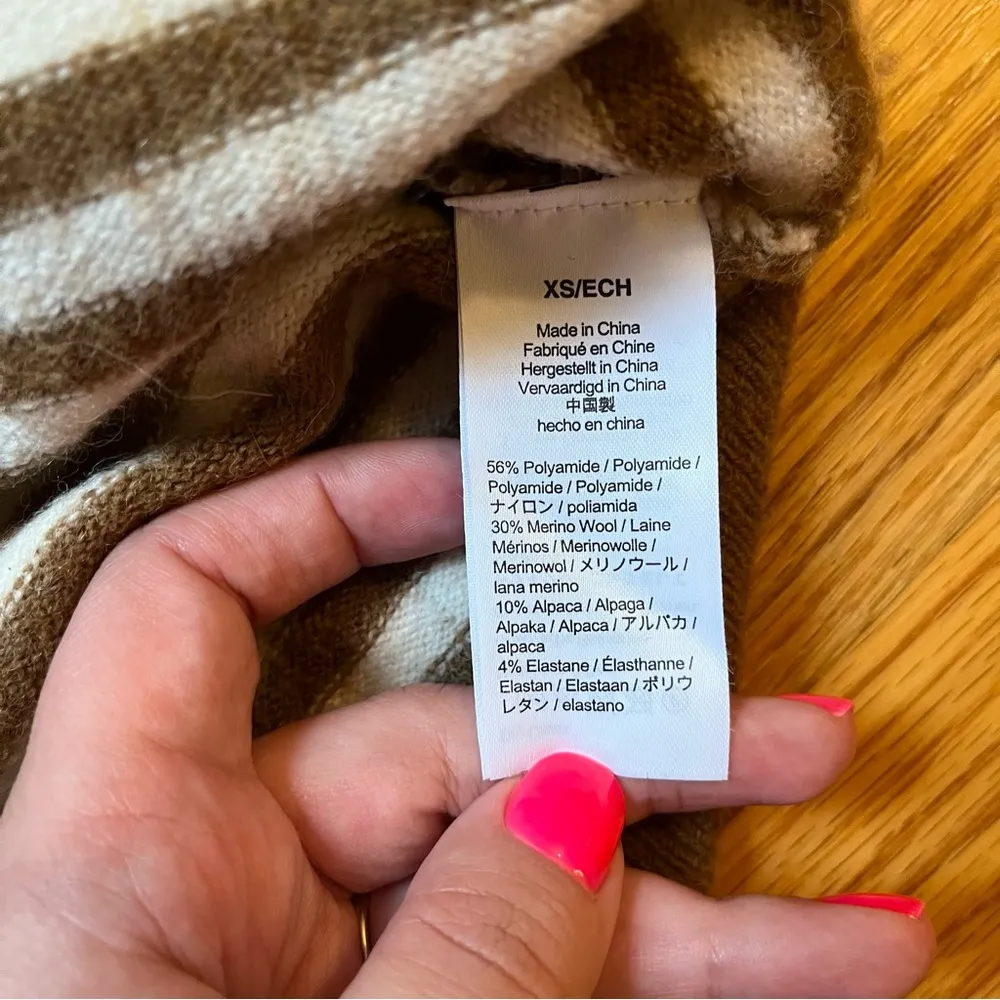 XS/ECH
Made in China
Fabriqué en Chine
Hergestellt in China
Vervaardigd in China
中国製
hecho en china
56% Polyamide / Polyamide /
Polyamide / Polyamide /
ナイロン / poliamida
30% Merino Wool / Laine
Mérinos / Merinowolle /
Merinowol / メリノウール /
lana merino
10% Alpaca / Alpaga /
Alpaka / Alpaca / アルパカ /
alpaca
4% Elastane / Élasthanne /
Elastan / Elastaan / ポリウ
レタン / elastano